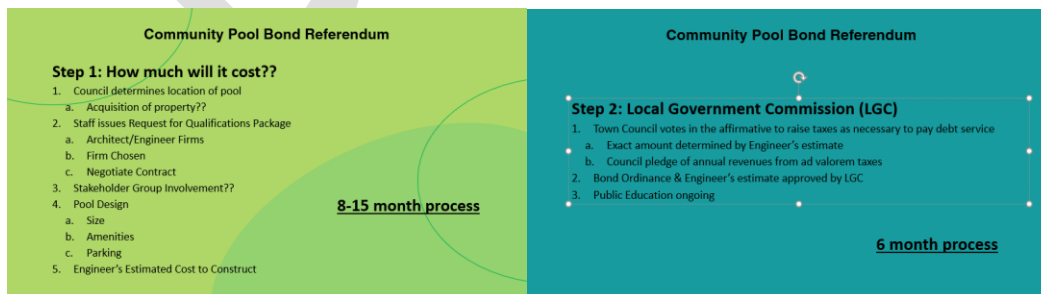 Community Pool Bond Referendum
Step 1: How much will it cost??
1. Council determines location of pool
a. Acquisition of property??
2. Staff issues Request for Qualifications Package
a. Architect/Engineer Firms
b. Firm Chosen
c. Negotiate Contract
3. Stakeholder Group Involvement??
4. Pool Design
a. Size
b. Amenities
c. Parking
5. Engineer's Estimated Cost to Construct
8-15 month process
Community Pool Bond Referendum
Step 2: Local Government Commission (LGC)
1. Town Council votes in the affirmative to raise taxes as necessary to pay debt service
a. Exact amount determined by Engineer's estimate
b. Council pledge of annual revenues from ad valorem taxes
2. Bond Ordinance & Engineer's estimate approved by LGC
3. Public Education ongoing
6 month process